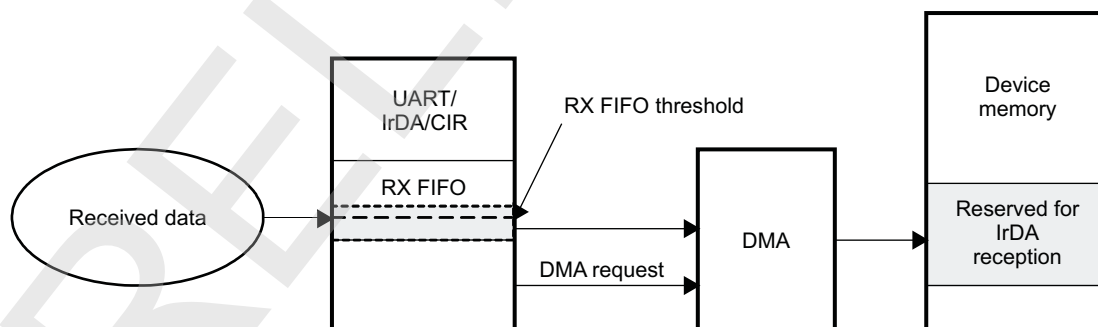 UART/
IrDA/CIR
RX FIFO threshold
Device
memory
RX FIFO
Received data
DMA
Reserved for
IrDA
reception
DMA request